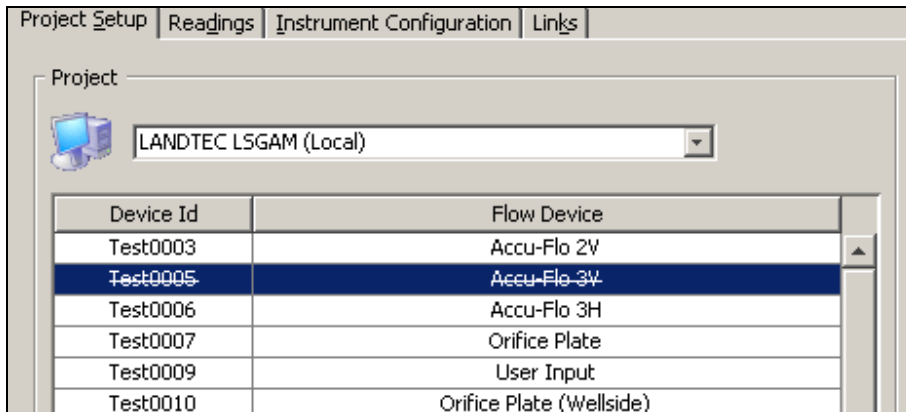 Project Setup Readings Instrument Configuration Links
Project
LANDTEC LSGAM (Local)
Device Id Flow Device
Test0003 Accu-Flo 2V
Test0005 Accu-Flo 3V
Test0006 Accu-Flo 3H
Test0007 Orifice Plate
Test0009 User Input
Test0010 Orifice Plate (Wellside)